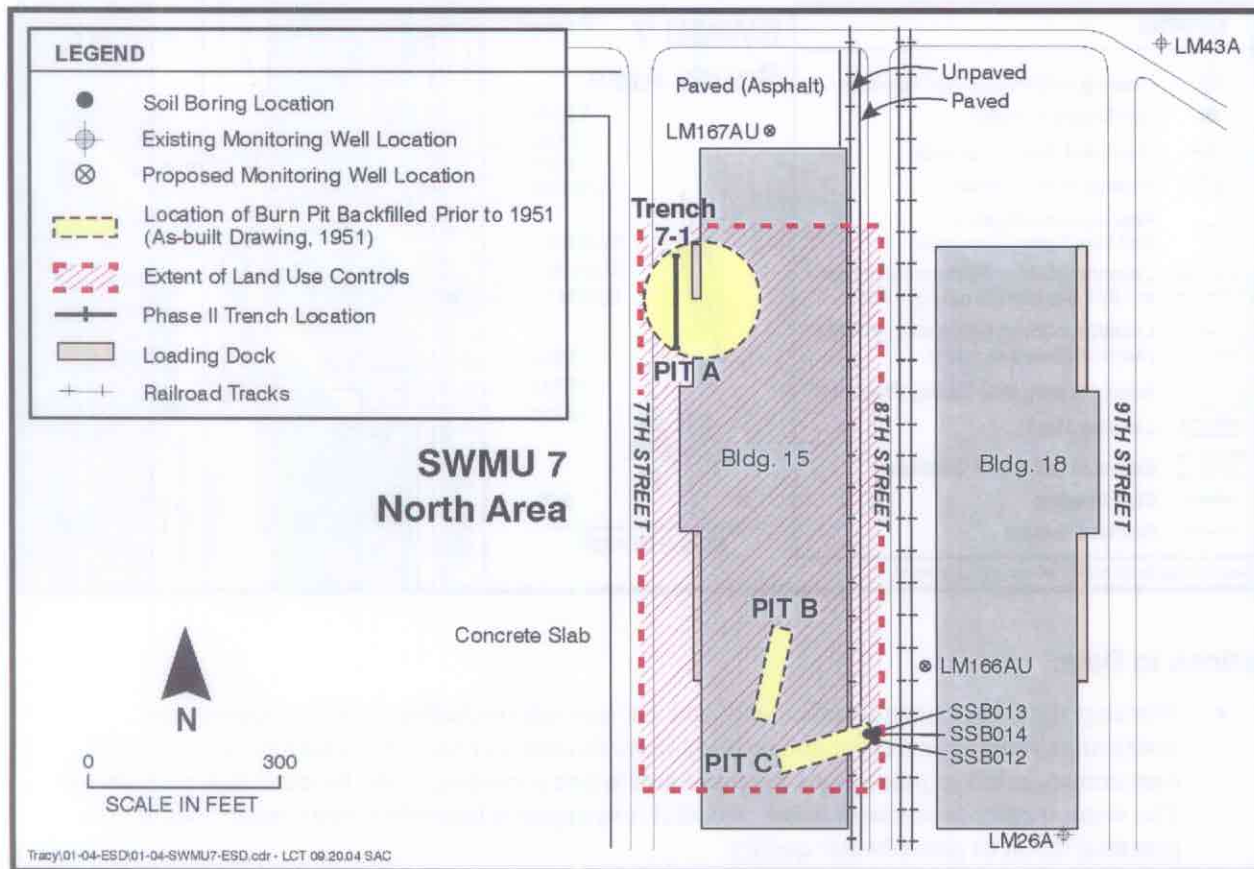 LEGEND
Soil Boring Location
Existing Monitoring Well Location
Proposed Monitoring Well Location
Location of Burn Pit Backfilled Prior to 1951
(As-built Drawing, 1951)
Extent of Land Use Controls
Phase II Trench Location
Loading Dock
Railroad Tracks
LM43A
Unpaved
Paved
Paved (Asphalt)
LM167AU
Trench
7-1
PIT A
7TH STREET
8TH STREET
9TH STREET
Bldg. 15
Bldg. 18
SWMU 7
North Area
Concrete Slab
PIT B
LM166AU
SSB013
SSB014
SSB012
PIT C
LM26A
N
0 300
SCALE IN FEET
Tracy\01-04-ESD\01-04-SWMU7-ESD.cdr - LCT 09.20.04 SAC